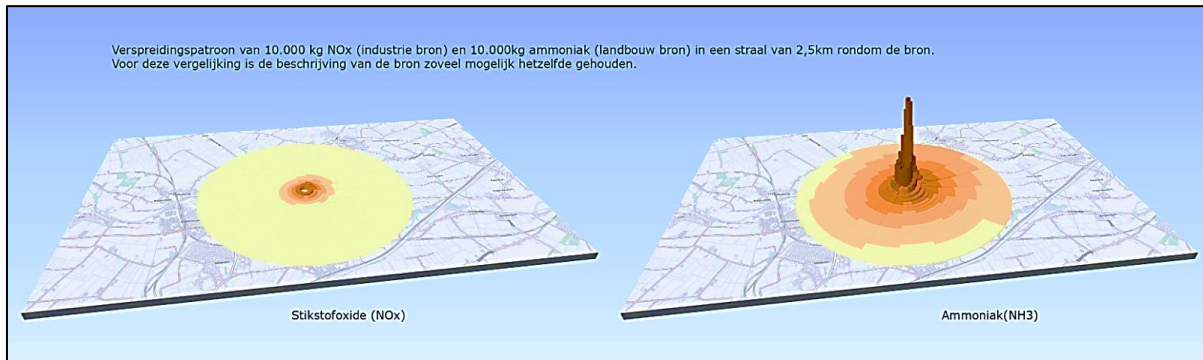 Verspreidingspatroon van 10.000 kg NOx (industrie bron) en 10.000kg ammoniak (landbouw bron) in een straal van 2,5km rondom de bron.
Voor deze vergelijking is de beschrijving van de bron zoveel mogelijk hetzelfde gehouden.
Stikstofoxide (NOx)
Ammoniak(NH3)